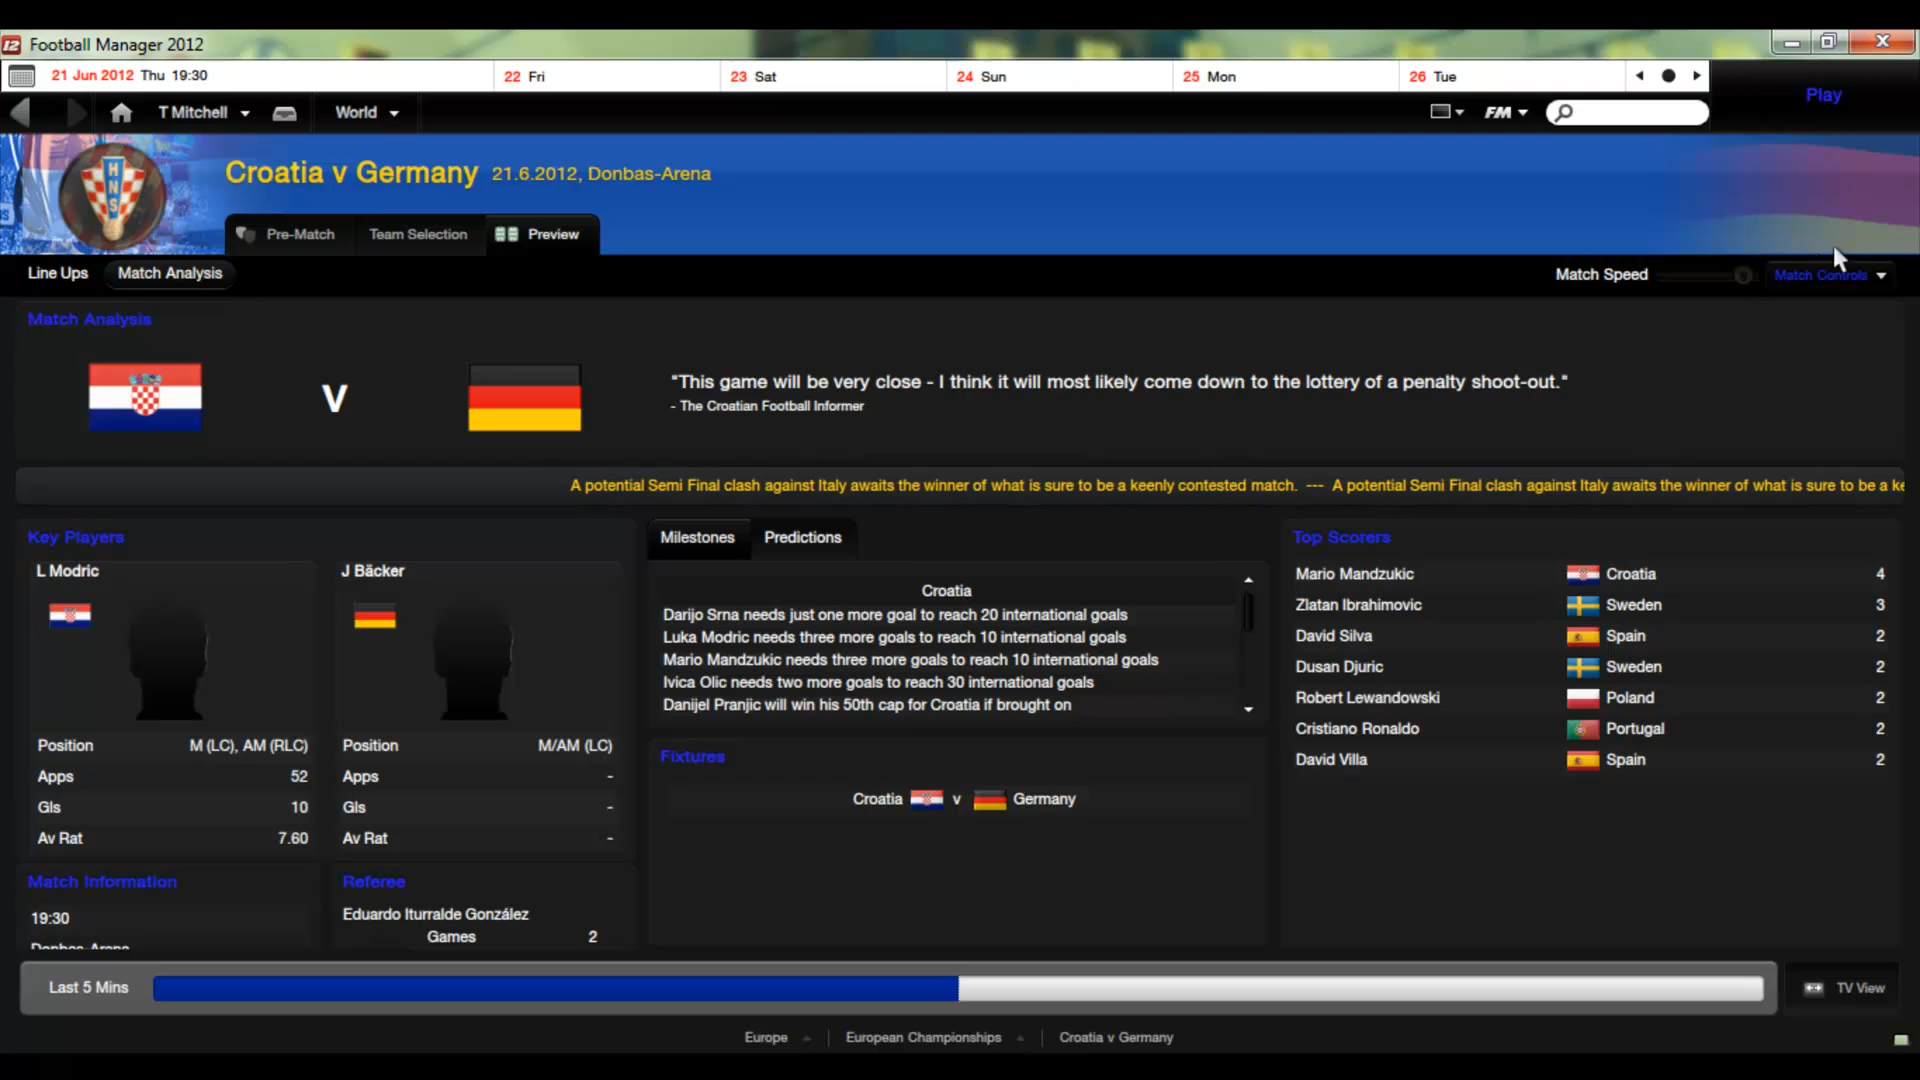 Football Manager 2012
21 Jun 2012 Thu 19:30
22 Fri
23 Sat
24 Sun
25 Mon
26 Tue
Play
T Mitchell
World
FM
Croatia v Germany 21.6.2012, Donbas-Arena
HNS
Pre-Match
Team Selection
Preview
Line Ups
Match Analysis
Match Speed
Match Controls
Match Analysis
V
"This game will be very close - I think it will most likely come down to the lottery of a penalty shoot-out."
- The Croatian Football Informer
A potential Semi Final clash against Italy awaits the winner of what is sure to be a keenly contested match. --- A potential Semi Final clash against Italy awaits the winner of what is sure to be a ke
Key Players
L Modric
Position M (LC), AM (RLC)
Apps 52
Gls 10
Av Rat 7.60
J Bäcker
Position M/AM (LC)
Apps -
Gls -
Av Rat -
Match Information
19:30
Donbas-Arena
Referee
Eduardo Iturralde González
Games 2
Milestones
Predictions
Croatia
Darijo Srna needs just one more goal to reach 20 international goals
Luka Modric needs three more goals to reach 10 international goals
Mario Mandzukic needs three more goals to reach 10 international goals
Ivica Olic needs two more goals to reach 30 international goals
Danijel Pranjic will win his 50th cap for Croatia if brought on
Fixtures
Croatia v Germany
Top Scorers
Mario Mandzukic Croatia 4
Zlatan Ibrahimovic Sweden 3
David Silva Spain 2
Dusan Djuric Sweden 2
Robert Lewandowski Poland 2
Cristiano Ronaldo Portugal 2
David Villa Spain 2
Last 5 Mins
TV View
Europe
European Championships
Croatia v Germany